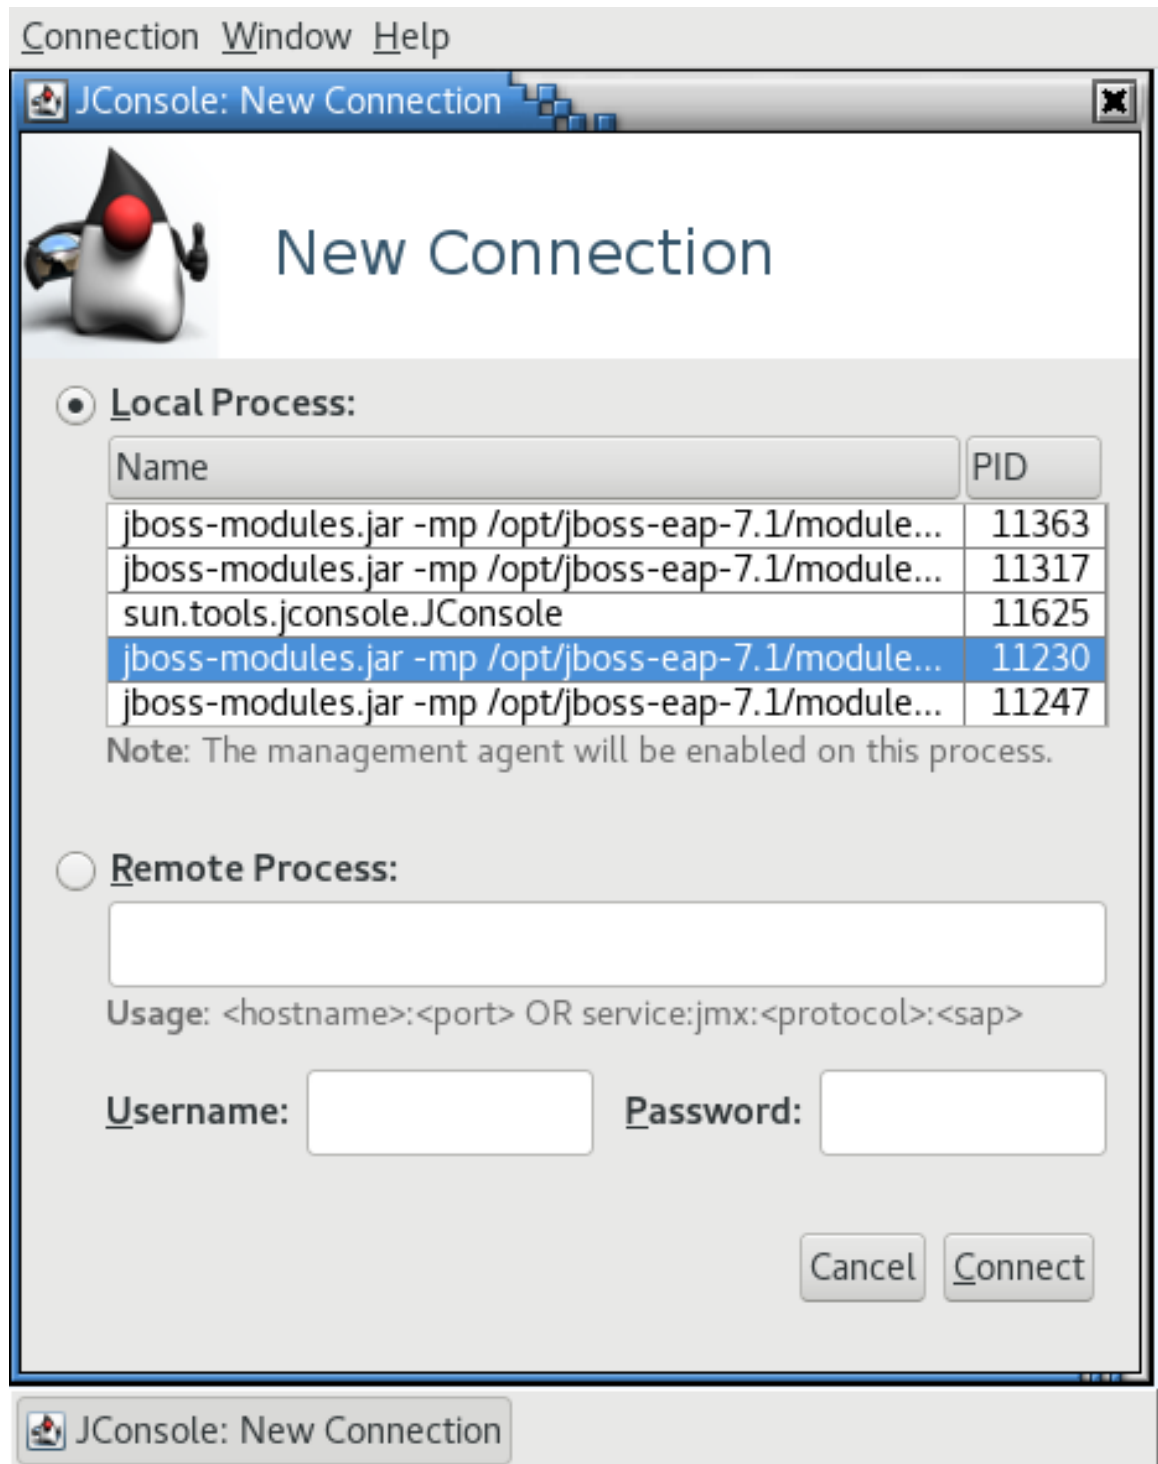 Connection Window Help
JConsole: New Connection
New Connection
Local Process:
Name PID
jboss-modules.jar -mp /opt/jboss-eap-7.1/module... 11363
jboss-modules.jar -mp /opt/jboss-eap-7.1/module... 11317
sun.tools.jconsole.JConsole 11625
jboss-modules.jar -mp /opt/jboss-eap-7.1/module... 11230
jboss-modules.jar -mp /opt/jboss-eap-7.1/module... 11247
Note: The management agent will be enabled on this process.
Remote Process:
Usage: <hostname>:<port> OR service:jmx:<protocol>:<sap>
Username: Password:
Cancel Connect
JConsole: New Connection